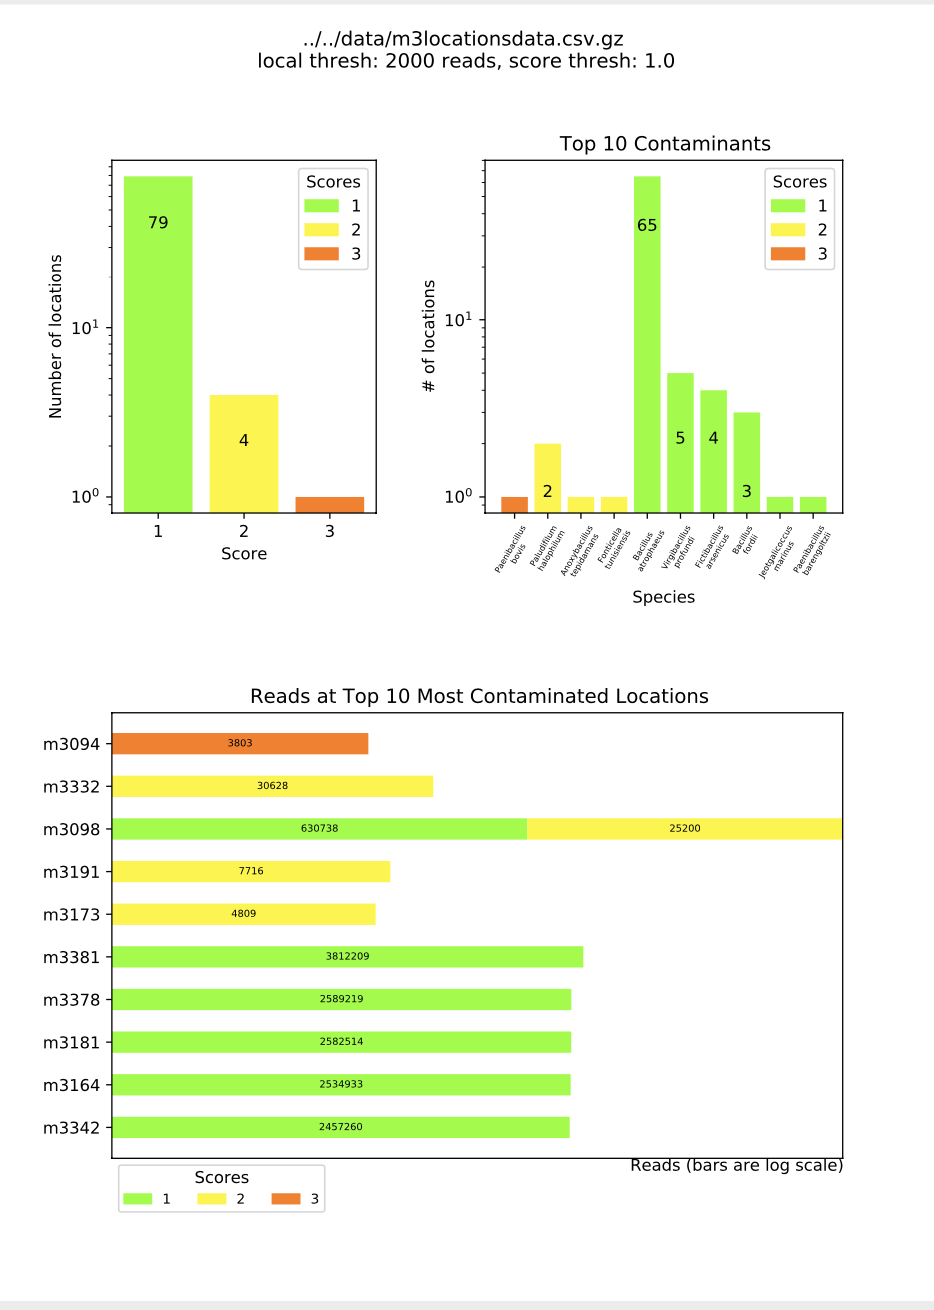 ../../data/m3locationsdata.csv.gz
local thresh: 2000 reads, score thresh: 1.0
Number of locations
10¹
10⁰
79
4
1
2
3
Score
Scores
1
2
3
Top 10 Contaminants
# of locations
10¹
10⁰
2
65
5
4
3
Paenibacillus
bovis
Paludifilum
halophilum
Anoxybacillus
tepidamans
Fonticella
tunisiensis
Bacillus
atrophaeus
Virgibacillus
profundi
Fictibacillus
arsenicus
Bacillus
fordii
Jeotgalicoccus
marinus
Paenibacillus
barengoltzii
Species
Scores
1
2
3
Reads at Top 10 Most Contaminated Locations
m3094 3803
m3332 30628
m3098 630738 25200
m3191 7716
m3173 4809
m3381 3812209
m3378 2589219
m3181 2582514
m3164 2534933
m3342 2457260
Reads (bars are log scale)
Scores
1 2 3